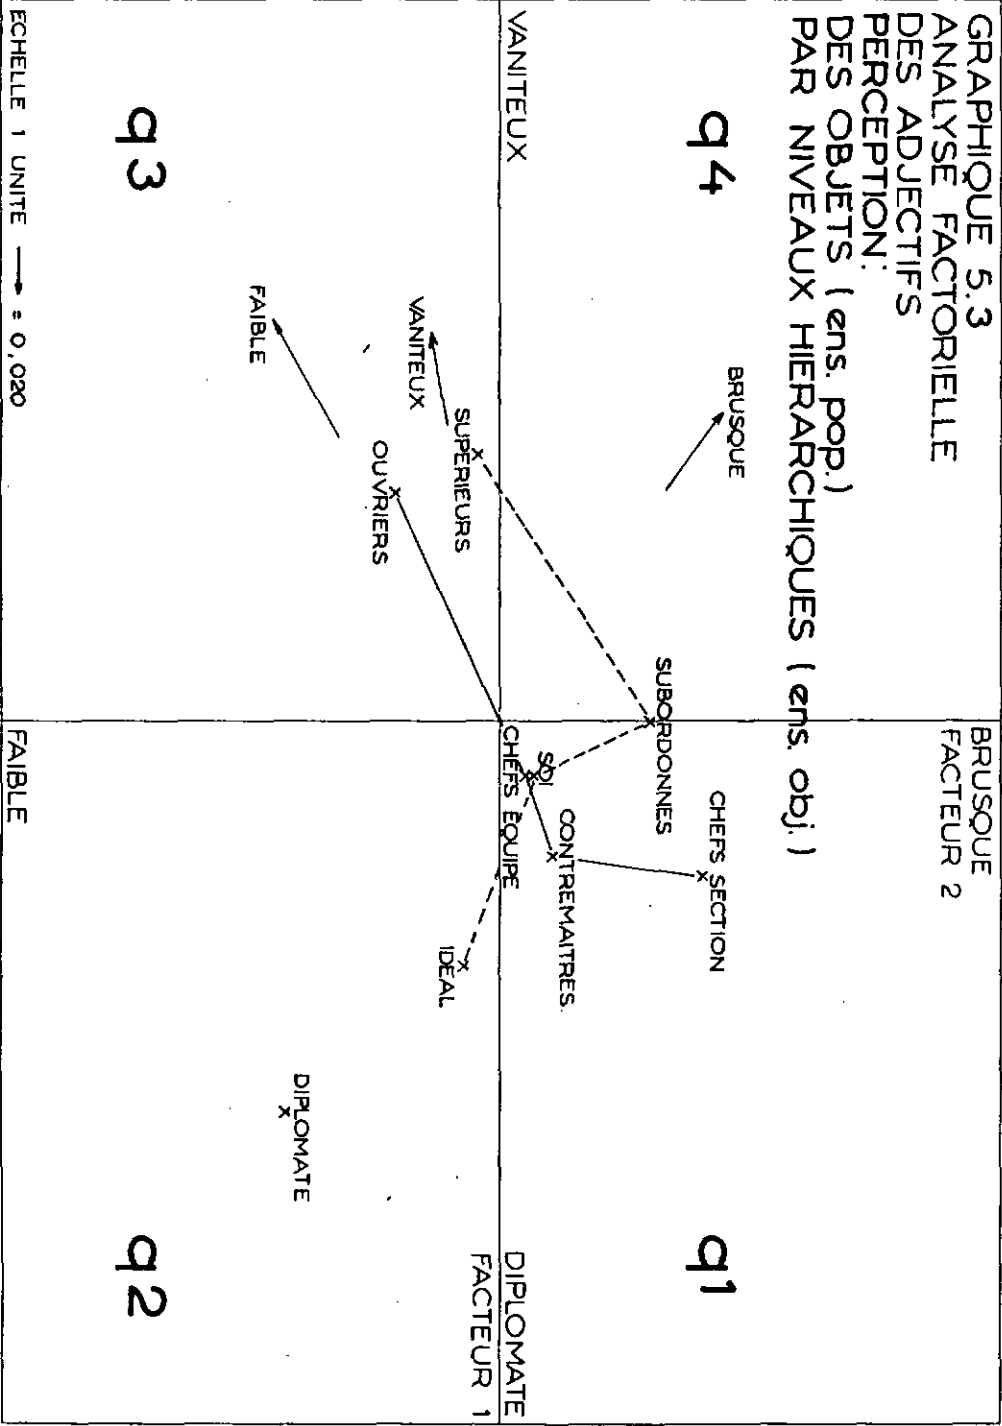 GRAPHIQUE 5.3
ANALYSE FACTORIELLE
DES ADJECTIFS
PERCEPTION:
DES OBJETS (ens. pop.)
PAR NIVEAUX HIERARCHIQUES (ens. obj.)
BRUSQUE
FACTEUR 2
q4
BRUSQUE
q1
CHEFS SECTION
SUBORDONNES
CONTREMAITRES
SOI
CHEFS EQUIPE
VANITEUX
DIPLOMATE
FACTEUR 1
SUPERIEURS
VANITEUX
IDEAL
OUVRIERS
FAIBLE
DIPLOMATE
q3
q2
FAIBLE
ECHELLE 1 UNITE → = 0,020